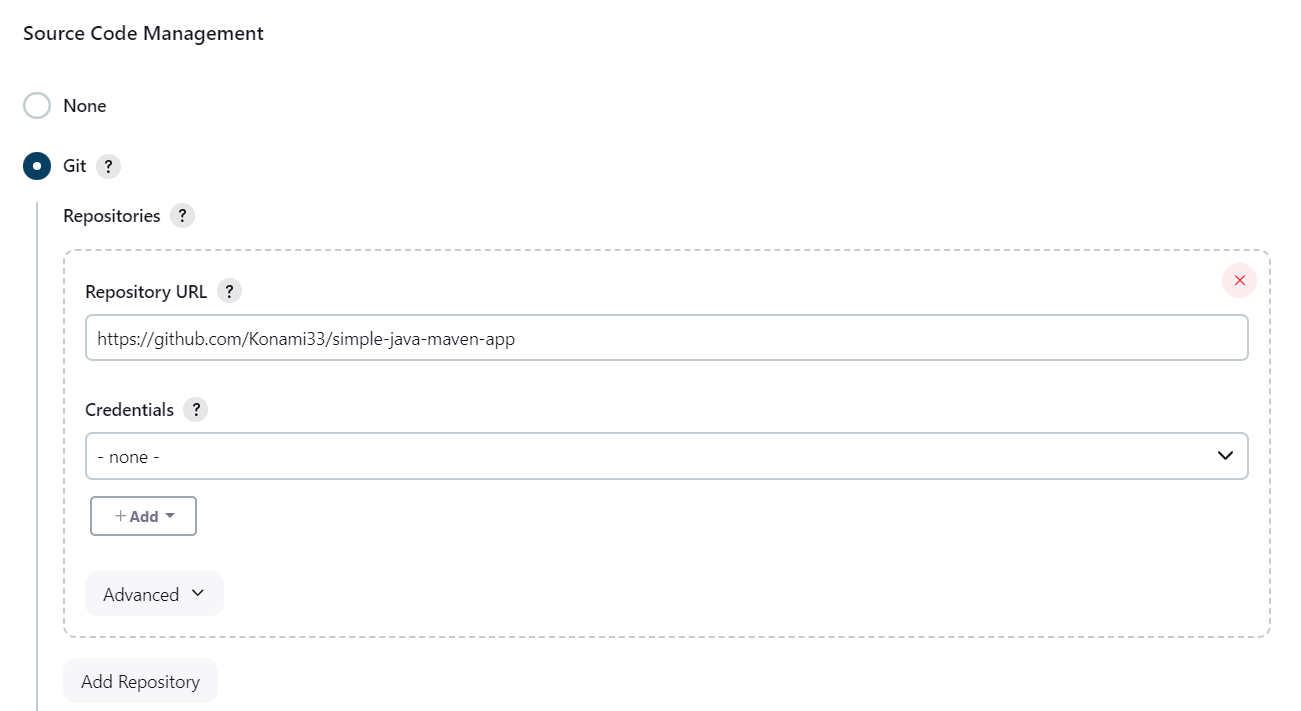 Source Code Management
None
Git ?
Repositories ?
Repository URL ?
https://github.com/Konami33/simple-java-maven-app
Credentials ?
- none -
+ Add
Advanced
Add Repository